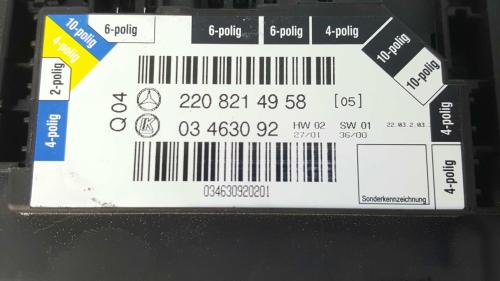 10-polig
4-polig
6-polig
6-polig
6-polig
4-polig
10-polig
10-polig
2-polig
4-polig
4-polig
4-polig
Q 04
220 821 49 58 [05]
K
03 4630 92
HW 02
27/01
SW 01
36/00
22.03.2.03.
034630920201
Sonderkennzeichnung